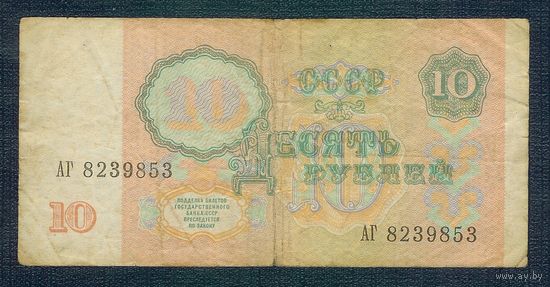 10
СССР
10
ДЕСЯТЬ
РУБЛЕЙ
10
АГ 8239853
ПОДДЕЛКА БИЛЕТОВ
ГОСУДАРСТВЕННОГО
БАНКА СССР
ПРЕСЛЕДУЕТСЯ
ПО ЗАКОНУ
10
АГ 8239853
www.ay.by